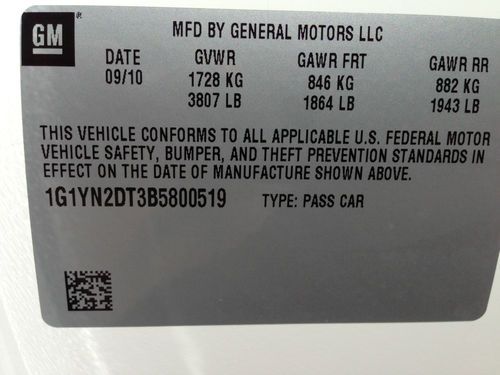 GM
MFD BY GENERAL MOTORS LLC
DATE GVWR GAWR FRT GAWR RR
09/10 1728 KG 846 KG 882 KG
3807 LB 1864 LB 1943 LB
THIS VEHICLE CONFORMS TO ALL APPLICABLE U.S. FEDERAL MOTOR
VEHICLE SAFETY, BUMPER, AND THEFT PREVENTION STANDARDS IN
EFFECT ON THE DATE OF MANUFACTURE SHOWN ABOVE.
1G1YN2DT3B5800519 TYPE: PASS CAR